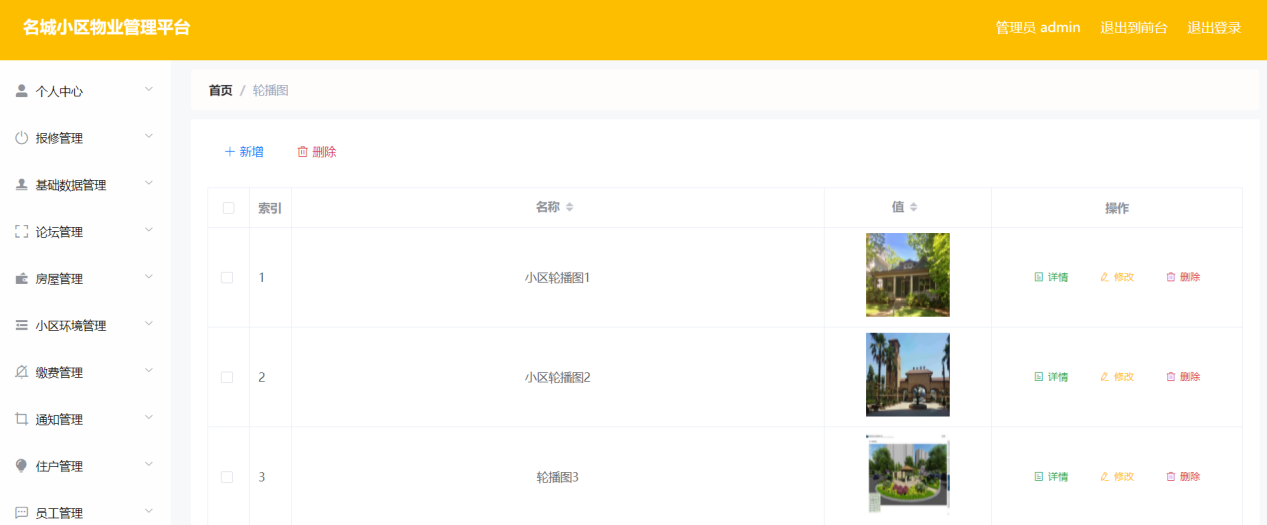 名城小区物业管理平台
管理员 admin 退出到前台 退出登录
个人中心
报修管理
基础数据管理
论坛管理
房屋管理
小区环境管理
缴费管理
通知管理
住户管理
员工管理
首页 / 轮播图
新增 删除
索引 名称 值 操作
1 小区轮播图1 详情 修改 删除
2 小区轮播图2 详情 修改 删除
3 轮播图3 详情 修改 删除